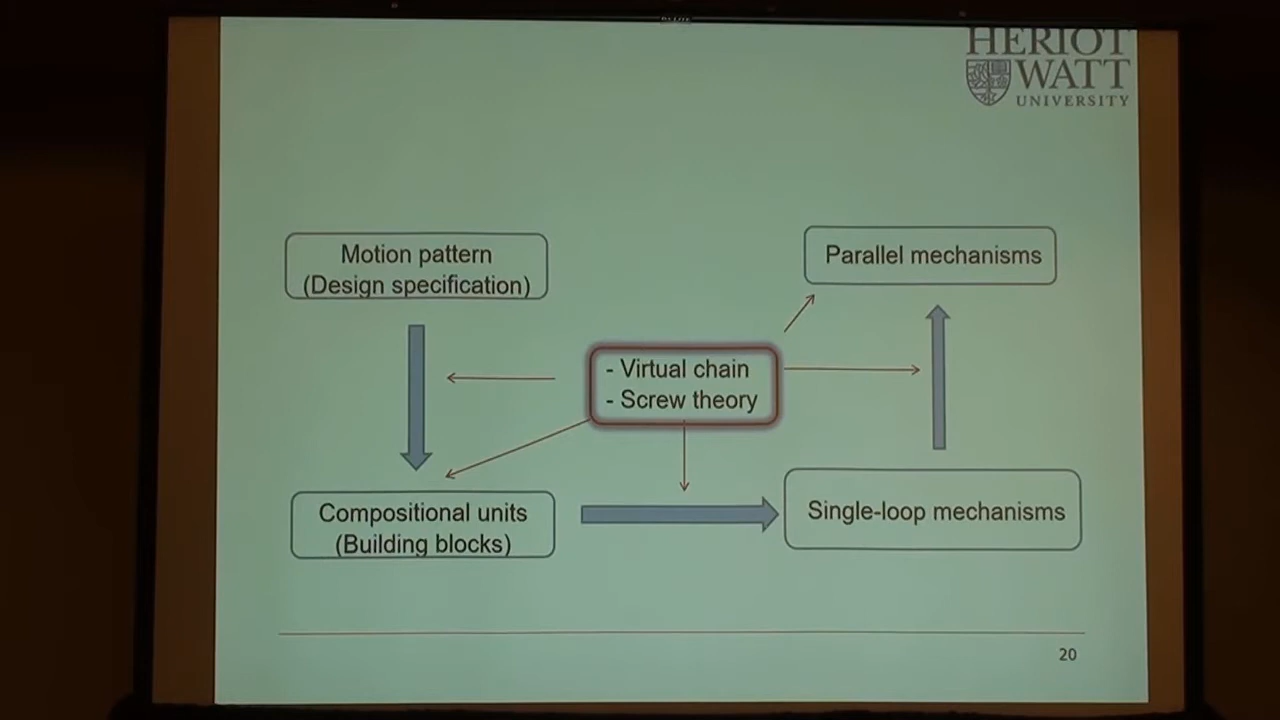 HERIOT
WATT
UNIVERSITY
Motion pattern
(Design specification)
Parallel mechanisms
- Virtual chain
- Screw theory
Compositional units
(Building blocks)
Single-loop mechanisms
20